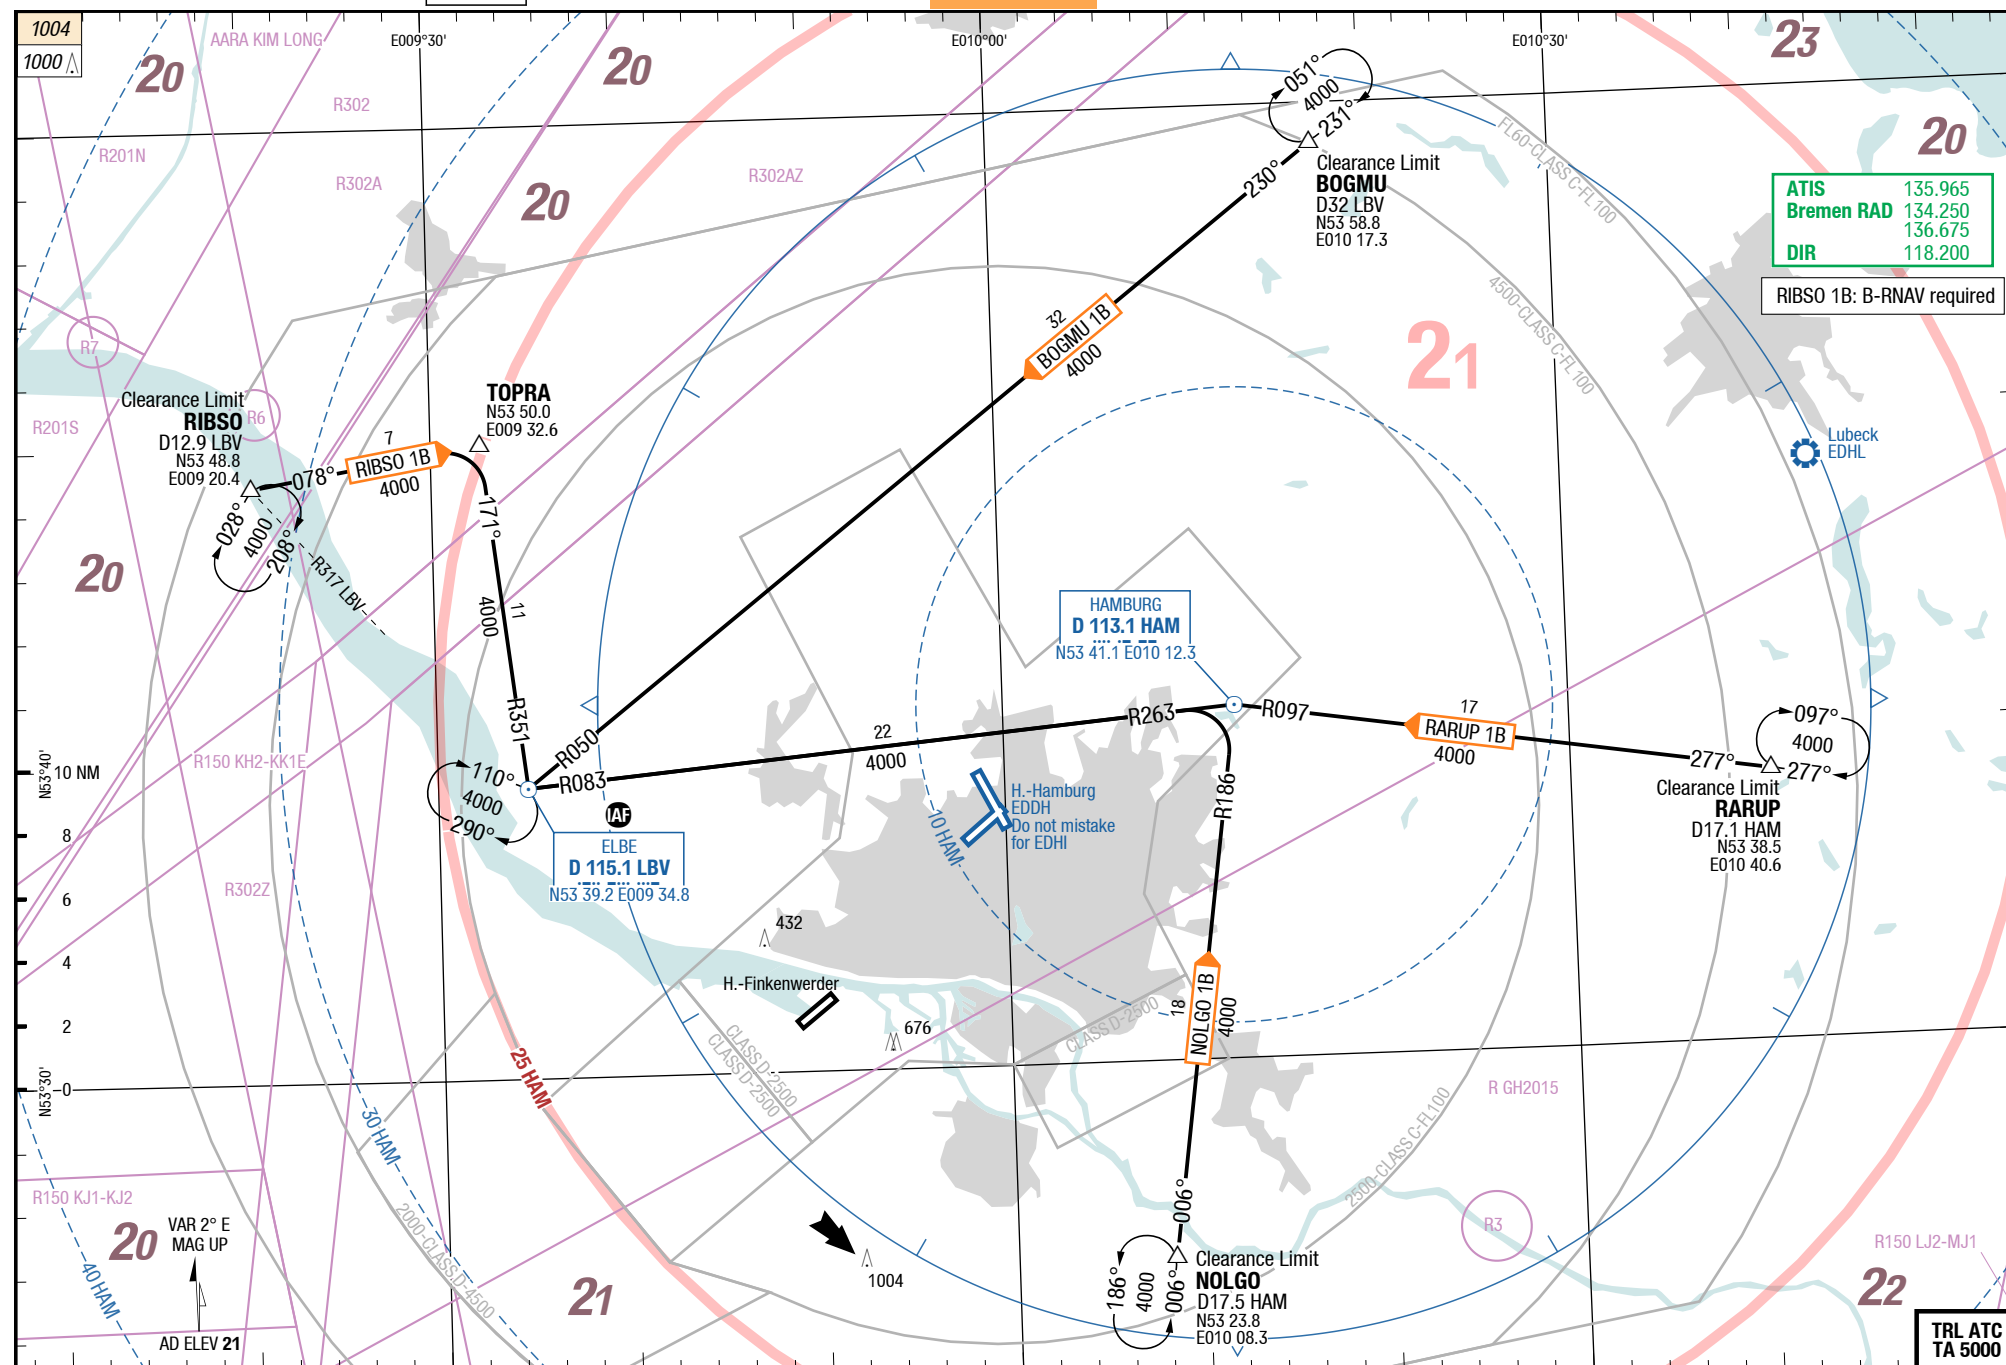 1004
1000
AARA KIM LONG
E009°30'
E010°00'
E010°30'
20
20
23
20
R302
R201N
R302A
R302AZ
20
051°
4000
231°
230°
Clearance Limit
BOGMU
D32 LBV
N53 58.8
E010 17.3
FL60-CLASS C-FL100
ATIS 135.965
Bremen RAD 134.250
136.675
DIR 118.200
RIBSO 1B: B-RNAV required
4500-CLASS C-FL100
21
32
BOGMU 1B
4000
R7
R6
R201S
Clearance Limit
RIBSO
D12.9 LBV
N53 48.8
E009 20.4
TOPRA
N53 50.0
E009 32.6
7
RIBSO 1B
4000
078°
028°
4000
208°
R317 LBV
171°
11
4000
R351
20
Lubeck
EDHL
HAMBURG
D 113.1 HAM
N53 41.1 E010 12.3
R050
R083
22
4000
R263
R097
17
RARUP 1B
4000
277°
097°
4000
277°
Clearance Limit
RARUP
D17.1 HAM
N53 38.5
E010 40.6
R186
N53°40'
10 NM
8
6
4
2
0
N53°30'
R150 KH2-KK1E
R302Z
110°
4000
290°
IAF
ELBE
D 115.1 LBV
N53 39.2 E009 34.8
10 HAM
H.-Hamburg
EDDH
Do not mistake
for EDHI
432
H.-Finkenwerder
676
CLASS D-2500
CLASS D-2500
CLASS D-2500
18
NOLGO 1B
4000
25 HAM
30 HAM
40 HAM
2000-CLASS D-4500
2500-CLASS C-FL100
R GH2015
R3
R150 LJ2-MJ1
R150 KJ1-KJ2
20
VAR 2° E
MAG UP
AD ELEV 21
21
1004
006°
186°
4000
006°
Clearance Limit
NOLGO
D17.5 HAM
N53 23.8
E010 08.3
22
TRL ATC
TA 5000